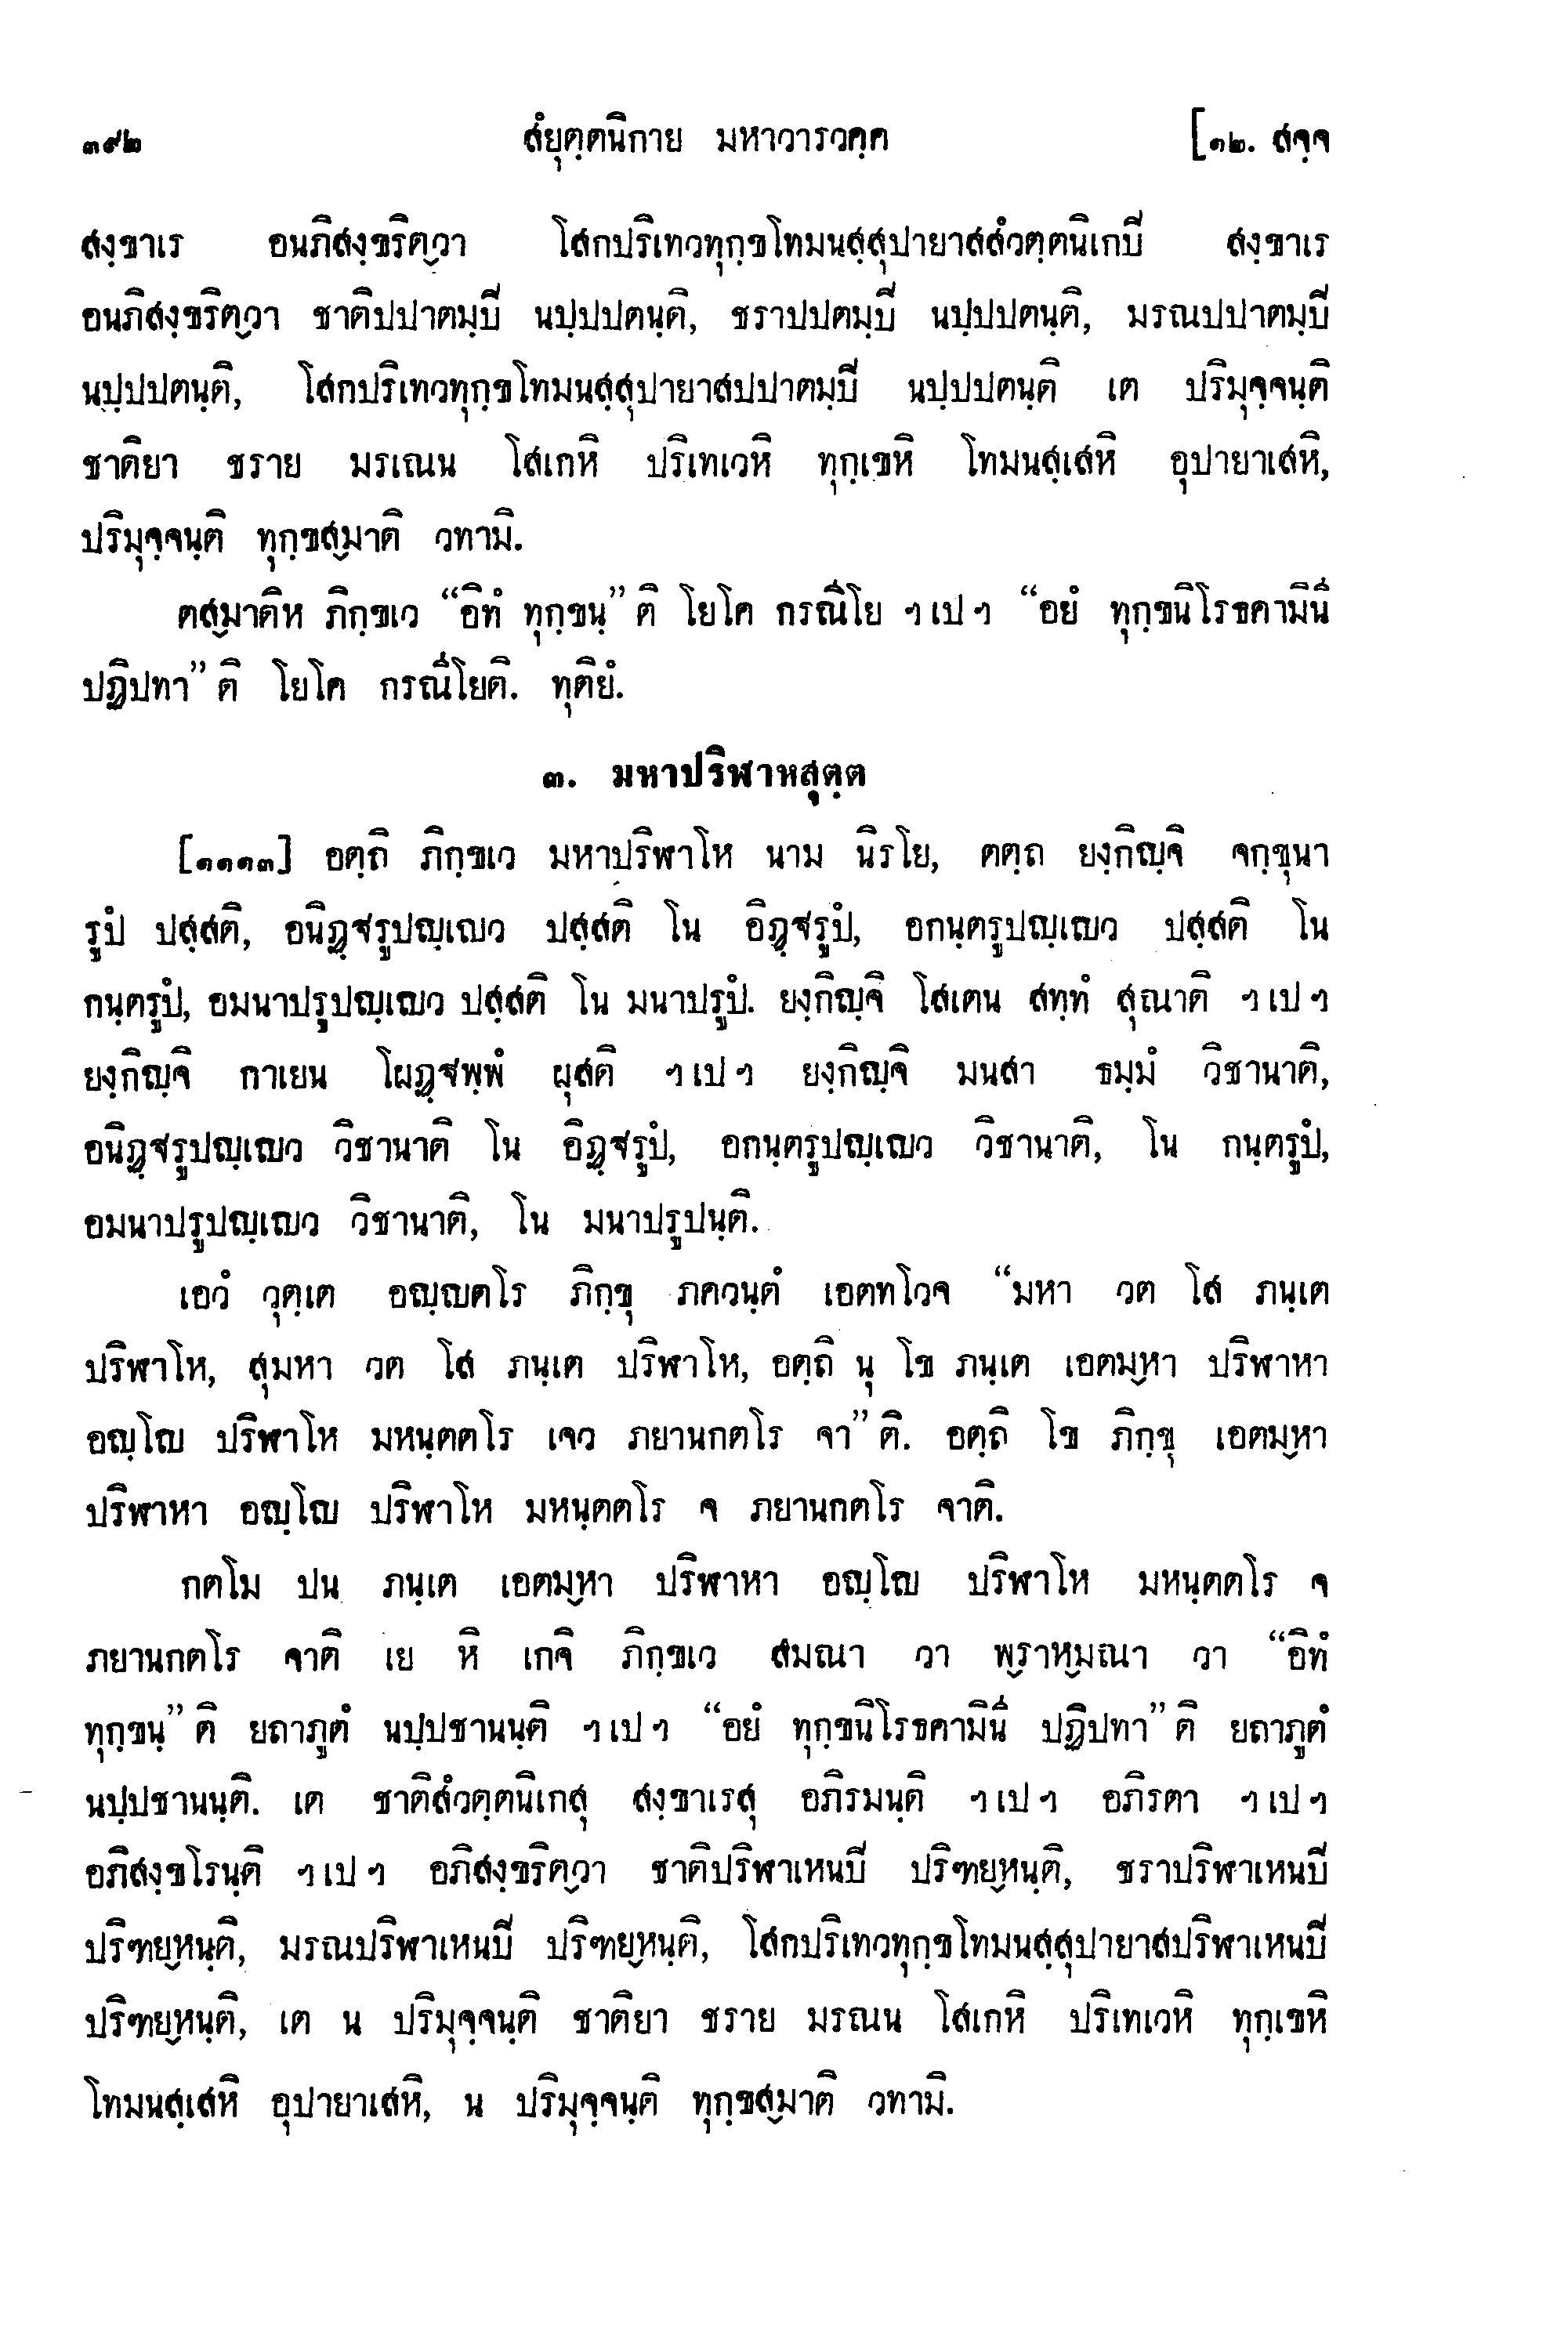 ๓๙๒ สํยุตฺตนิกาย มหาวารวคฺค [๑๒. สจฺจ
สงฺขาเร อนภิสงฺขริตฺวา โสกปริเทวทุกฺขโทมนสฺสุปายาสสํวตฺตนิเกปี สงฺขาเร
อนภิสงฺขริตฺวา ชาติปปาตมฺปี นปฺปปตนฺติ, ชราปปตมฺปี นปฺปปตนฺติ, มรณปปาตมฺปี
นปฺปปตนฺติ, โสกปริเทวทุกฺขโทมนสฺสุปายาสปปาตมฺปี นปฺปปตนฺติ เต ปริมุจฺจนฺติ
ชาติยา ชราย มรเณน โสเกหิ ปริเทเวหิ ทุกฺเขหิ โทมนสฺเสหิ อุปายาเสหิ,
ปริมุจฺจนฺติ ทุกฺขสฺมาติ วทามิ.
ตสฺมาติห ภิกฺขเว “อิทํ ทุกฺขนฺ” ติ โยโค กรณีโย ฯ เป ฯ “อยํ ทุกฺขนิโรธคามินี
ปฏิปทา” ติ โยโค กรณีโยติ. ทุติยํ.
๓. มหาปริฬาหสุตฺต
[๑๑๑๓] อตฺถิ ภิกฺขเว มหาปริฬาโห นาม นิรโย, ตตฺถ ยงฺกิญฺจิ จกฺขุนา
รูปํ ปสฺสติ, อนิฏฺฐรูปญฺเญว ปสฺสติ โน อิฏฺฐรูปํ, อกนฺตรูปญฺเญว ปสฺสติ โน
กนฺตรูปํ, อมนาปรูปญฺเญว ปสฺสติ โน มนาปรูปํ. ยงฺกิญฺจิ โสเตน สทฺทํ สุณาติ ฯ เป ฯ
ยงฺกิญฺจิ กาเยน โผฏฺฐพฺพํ ผุสติ ฯ เป ฯ ยงฺกิญฺจิ มนสา ธมฺมํ วิชานาติ,
อนิฏฺฐรูปญฺเญว วิชานาติ โน อิฏฺฐรูปํ, อกนฺตรูปญฺเญว วิชานาติ, โน กนฺตรูปํ,
อมนาปรูปญฺเญว วิชานาติ, โน มนาปรูปนฺติ.
เอวํ วุตฺเต อญฺญตโร ภิกฺขุ ภควนฺตํ เอตทโวจ “มหา วต โส ภนฺเต
ปริฬาโห, สุมหา วต โส ภนฺเต ปริฬาโห, อตฺถิ นุ โข ภนฺเต เอตมฺหา ปริฬาหา
อญฺโญ ปริฬาโห มหนฺตตโร เจว ภยานกตโร จา” ติ. อตฺถิ โข ภิกฺขุ เอตมฺหา
ปริฬาหา อญฺโญ ปริฬาโห มหนฺตตโร จ ภยานกตโร จาติ.
กตโม ปน ภนฺเต เอตมฺหา ปริฬาหา อญฺโญ ปริฬาโห มหนฺตตโร จ
ภยานกตโร จาติ เย หิ เกจิ ภิกฺขเว สมณา วา พฺราหฺมณา วา “อิทํ
ทุกฺขนฺ” ติ ยถาภูตํ นปฺปชานนฺติ ฯ เป ฯ “อยํ ทุกฺขนิโรธคามินี ปฏิปทา” ติ ยถาภูตํ
นปฺปชานนฺติ. เต ชาติสํวตฺตนิเกสุ สงฺขาเรสุ อภิรมนฺติ ฯ เป ฯ อภิรตา ฯ เป ฯ
อภิสงฺขโรนฺติ ฯ เป ฯ อภิสงฺขริตฺวา ชาติปริฬาเหนปี ปริฑยฺหนฺติ, ชราปริฬาเหนปี
ปริฑยฺหนฺติ, มรณปริฬาเหนปี ปริฑยฺหนฺติ, โสกปริเทวทุกฺขโทมนสฺสุปายาสปริฬาเหนปี
ปริฑยฺหนฺติ, เต น ปริมุจฺจนฺติ ชาติยา ชราย มรณน โสเกหิ ปริเทเวหิ ทุกฺเขหิ
โทมนสฺเสหิ อุปายาเสหิ, น ปริมุจฺจนฺติ ทุกฺขสฺมาติ วทามิ.